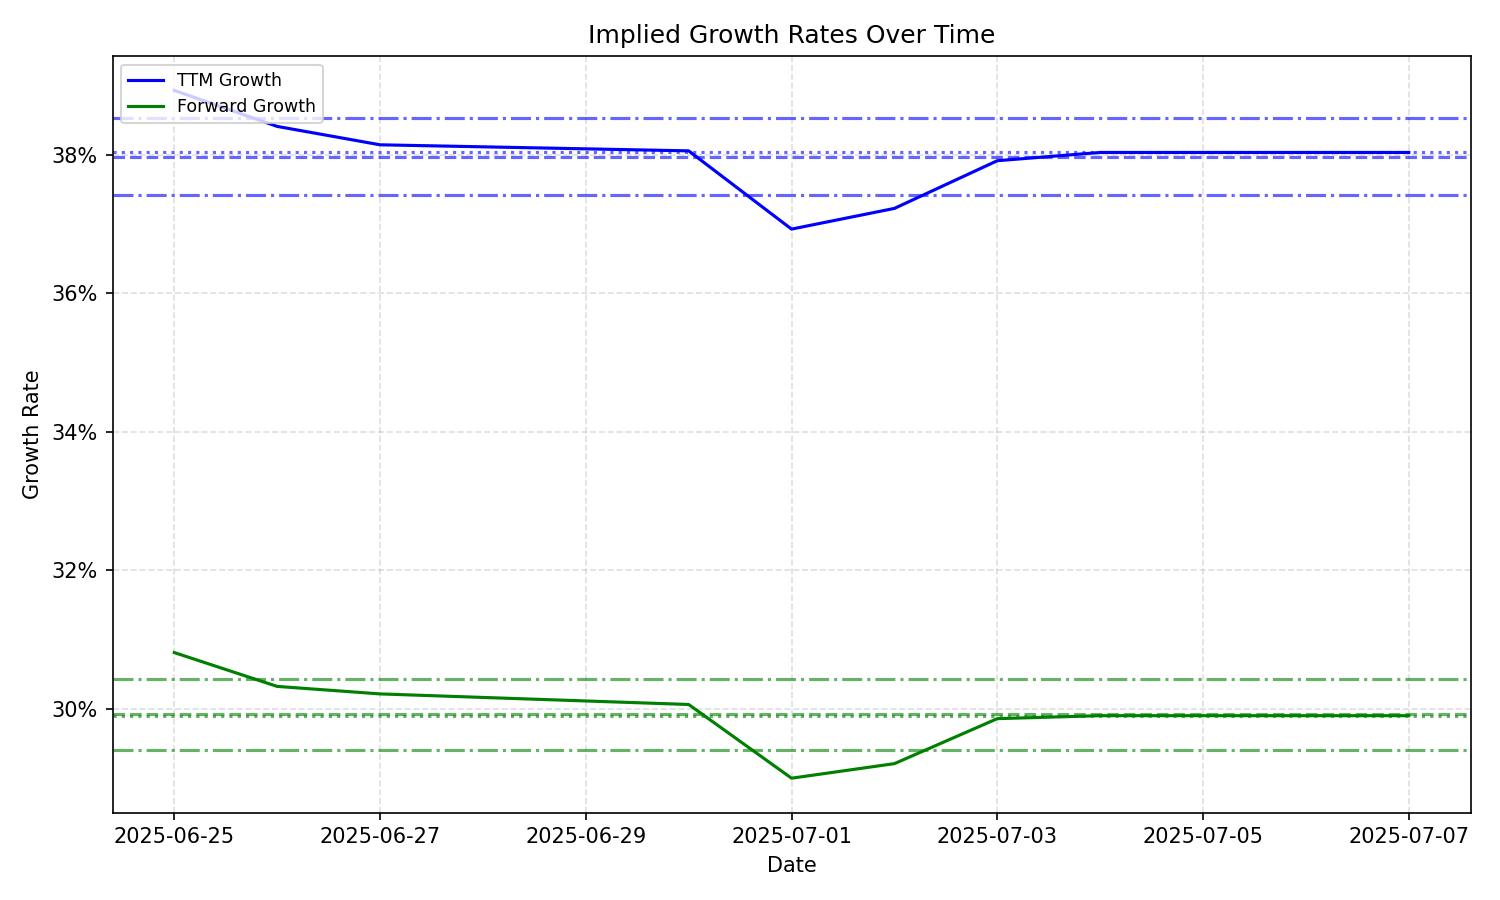 Implied Growth Rates Over Time
TTM Growth
Forward Growth
38%
36%
34%
32%
30%
Growth Rate
2025-06-25
2025-06-27
2025-06-29
2025-07-01
2025-07-03
2025-07-05
2025-07-07
Date